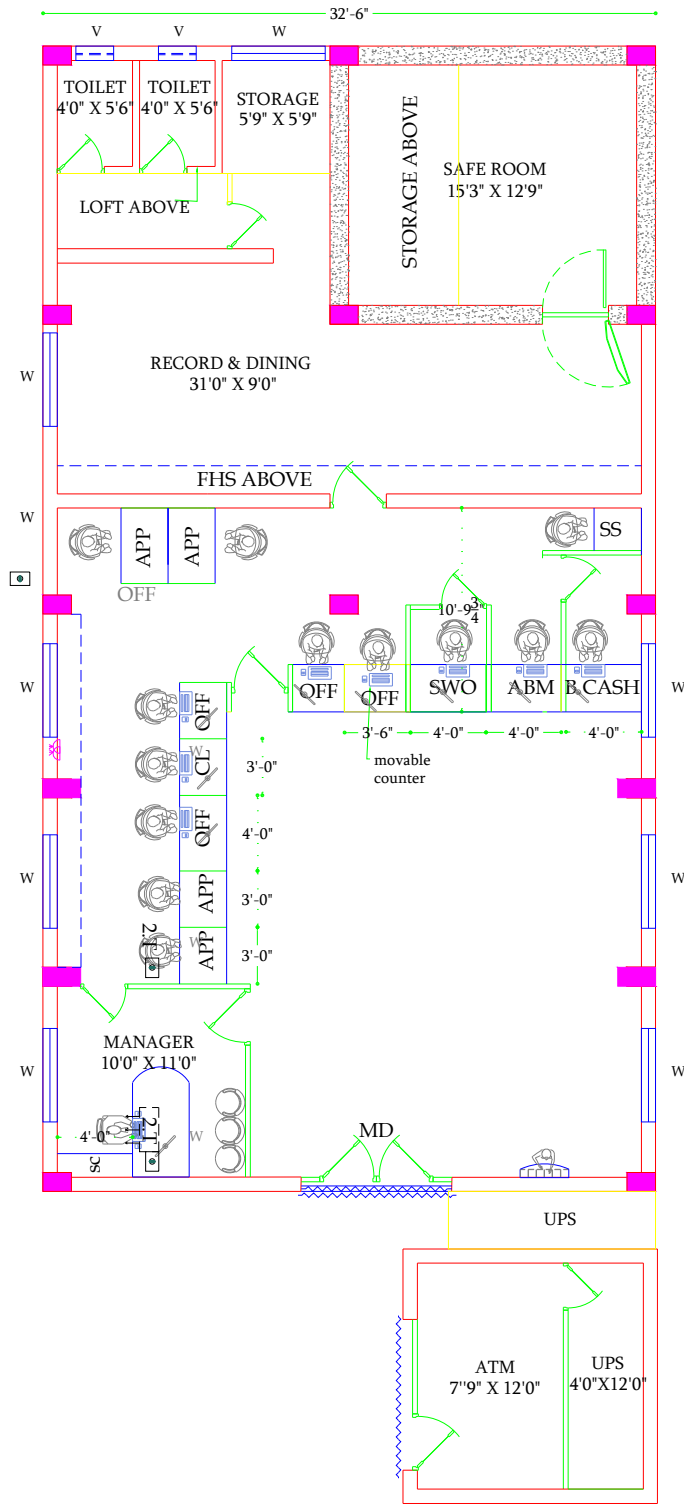 32'-6"
V
V
W
TOILET
4'0" X 5'6"
TOILET
4'0" X 5'6"
STORAGE
5'9" X 5'9"
STORAGE ABOVE
SAFE ROOM
15'3" X 12'9"
LOFT ABOVE
W
RECORD & DINING
31'0" X 9'0"
FHS ABOVE
W
APP
APP
SS
OFF
10'-9
3
4
W
OFF
OFF
SWO
ABM
B.CASH
W
3'-6"
4'-0"
4'-0"
4'-0"
movable
counter
OFF
W
CL
3'-0"
OFF
4'-0"
W
APP
3'-0"
W
APP
W
3'-0"
2.T
MANAGER
10'0" X 11'0"
W
W
4'-0"
2.T
W
SC
MD
UPS
ATM
7"9" X 12'0"
UPS
4'0"X12'0"